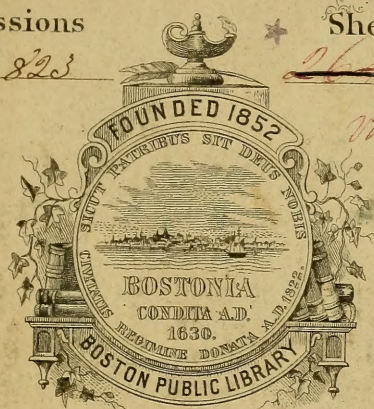 ssions
She
823
FOUNDED 1852
SICUT PATRIBUS SIT DEUS NOBIS
BOSTONIA
CONDITA A.D.
1630.
CIVITATIS REGIMINE DONATA A.D. 1822.
BOSTON PUBLIC LIBRARY